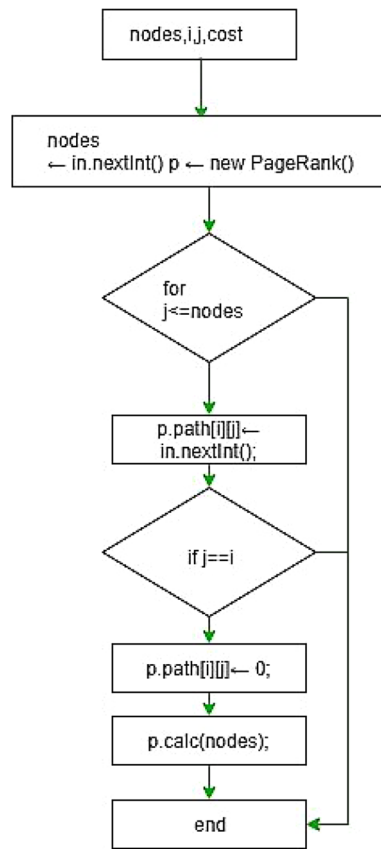 nodes,i,j,cost
nodes
← in.nextInt() p ← new PageRank()
for
j<=nodes
p.path[i][j]←
in.nextInt();
if j==i
p.path[i][j]← 0;
p.calc(nodes);
end